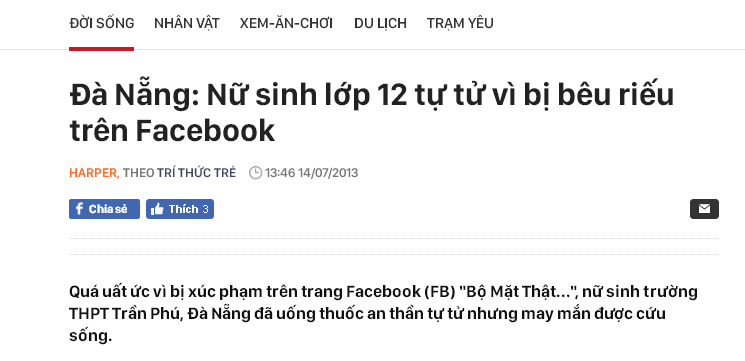 ĐỜI SỐNG NHÂN VẬT XEM-ĂN-CHƠI DU LỊCH TRẠM YÊU
Đà Nẵng: Nữ sinh lớp 12 tự tử vì bị bêu riếu
trên Facebook
HARPER, THEO TRÍ THỨC TRẺ 13:46 14/07/2013
Chia sẻ Thích 3
Quá uất ức vì bị xúc phạm trên trang Facebook (FB) "Bộ Mặt Thật...", nữ sinh trường
THPT Trần Phú, Đà Nẵng đã uống thuốc an thần tự tử nhưng may mắn được cứu
sống.